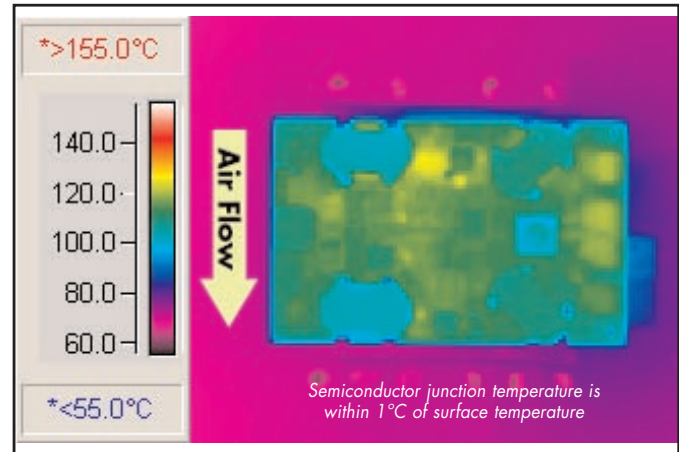 *>155.0°C
140.0
120.0
100.0
80.0
60.0
*<55.0°C
Air Flow
Semiconductor junction temperature is
within 1°C of surface temperature